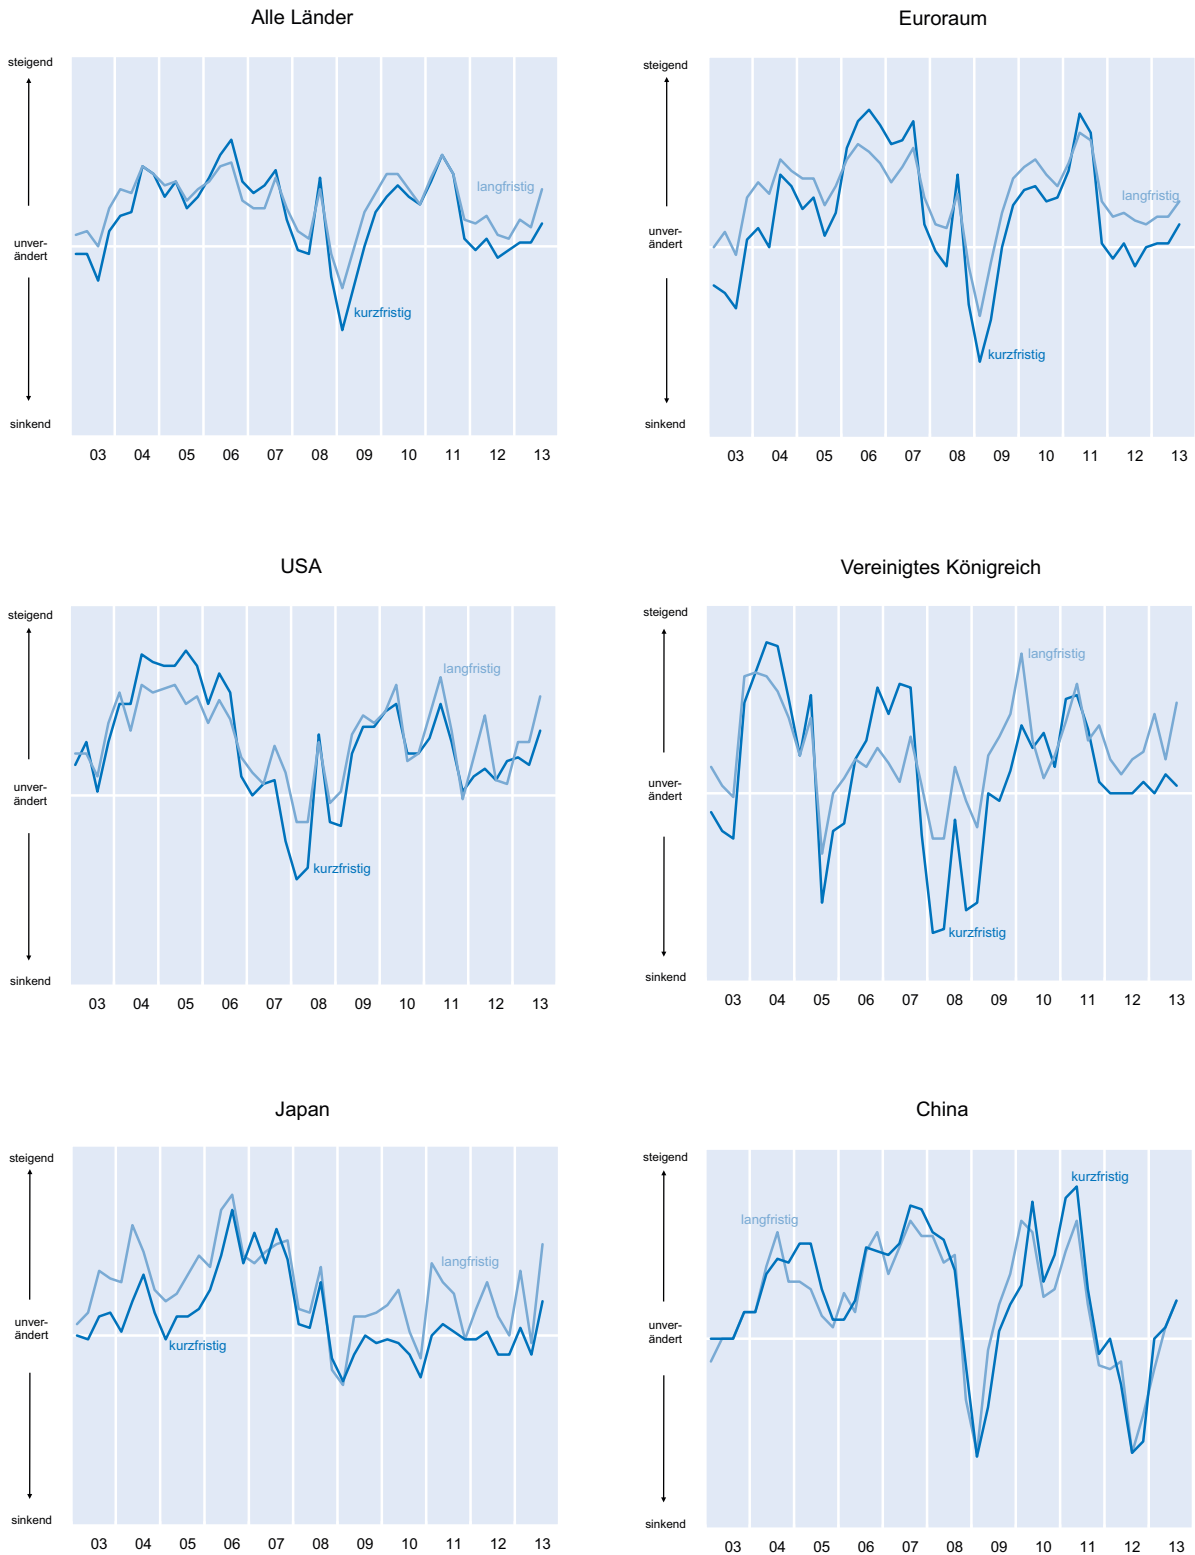 Alle Länder
steigend
unver-
ändert
sinkend
langfristig
kurzfristig
03 04 05 06 07 08 09 10 11 12 13
Euroraum
steigend
unver-
ändert
sinkend
langfristig
kurzfristig
03 04 05 06 07 08 09 10 11 12 13
USA
steigend
unver-
ändert
sinkend
langfristig
kurzfristig
03 04 05 06 07 08 09 10 11 12 13
Vereinigtes Königreich
steigend
unver-
ändert
sinkend
langfristig
kurzfristig
03 04 05 06 07 08 09 10 11 12 13
Japan
steigend
unver-
ändert
sinkend
langfristig
kurzfristig
03 04 05 06 07 08 09 10 11 12 13
China
steigend
unver-
ändert
sinkend
kurzfristig
langfristig
03 04 05 06 07 08 09 10 11 12 13